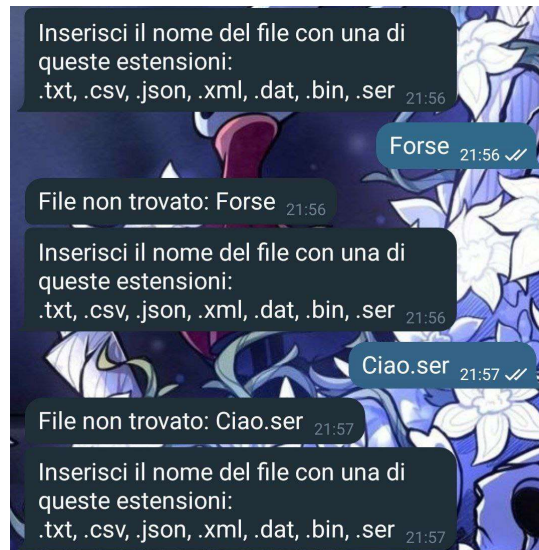 Inserisci il nome del file con una di
queste estensioni:
.txt, .csv, .json, .xml, .dat, .bin, .ser 21:56
Forse 21:56
File non trovato: Forse 21:56
Inserisci il nome del file con una di
queste estensioni:
.txt, .csv, .json, .xml, .dat, .bin, .ser 21:56
Ciao.ser 21:57
File non trovato: Ciao.ser 21:57
Inserisci il nome del file con una di
queste estensioni:
.txt, .csv, .json, .xml, .dat, .bin, .ser 21:57